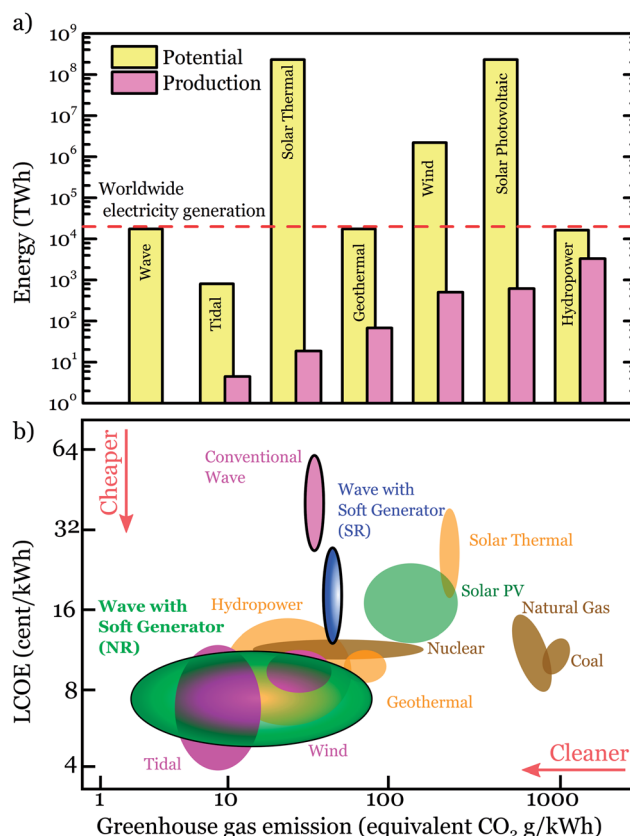 a)
10⁹
10⁸
10⁷
10⁶
10⁵
10⁴
10³
10²
10¹
10⁰
Energy (TWh)
Potential
Production
Worldwide
electricity generation
Wave
Tidal
Solar Thermal
Geothermal
Wind
Solar Photovoltaic
Hydropower
b)
64
32
16
8
4
LCOE (cent/kWh)
Cheaper
Conventional
Wave
Wave with
Soft Generator
(SR)
Solar Thermal
Wave with
Soft Generator
(NR)
Hydropower
Solar PV
Natural Gas
Nuclear
Coal
Geothermal
Tidal
Wind
Cleaner
1
10
100
1000
Greenhouse gas emission (equivalent CO₂ g/kWh)